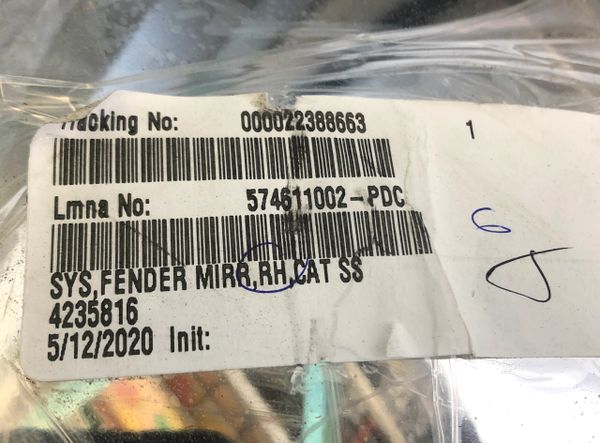 Tracking No: 000022388663
1
Lmna No: 574611002-PDC
6
SYS,FENDER MIRR,RH,CAT SS
4235816
5/12/2020 Init: